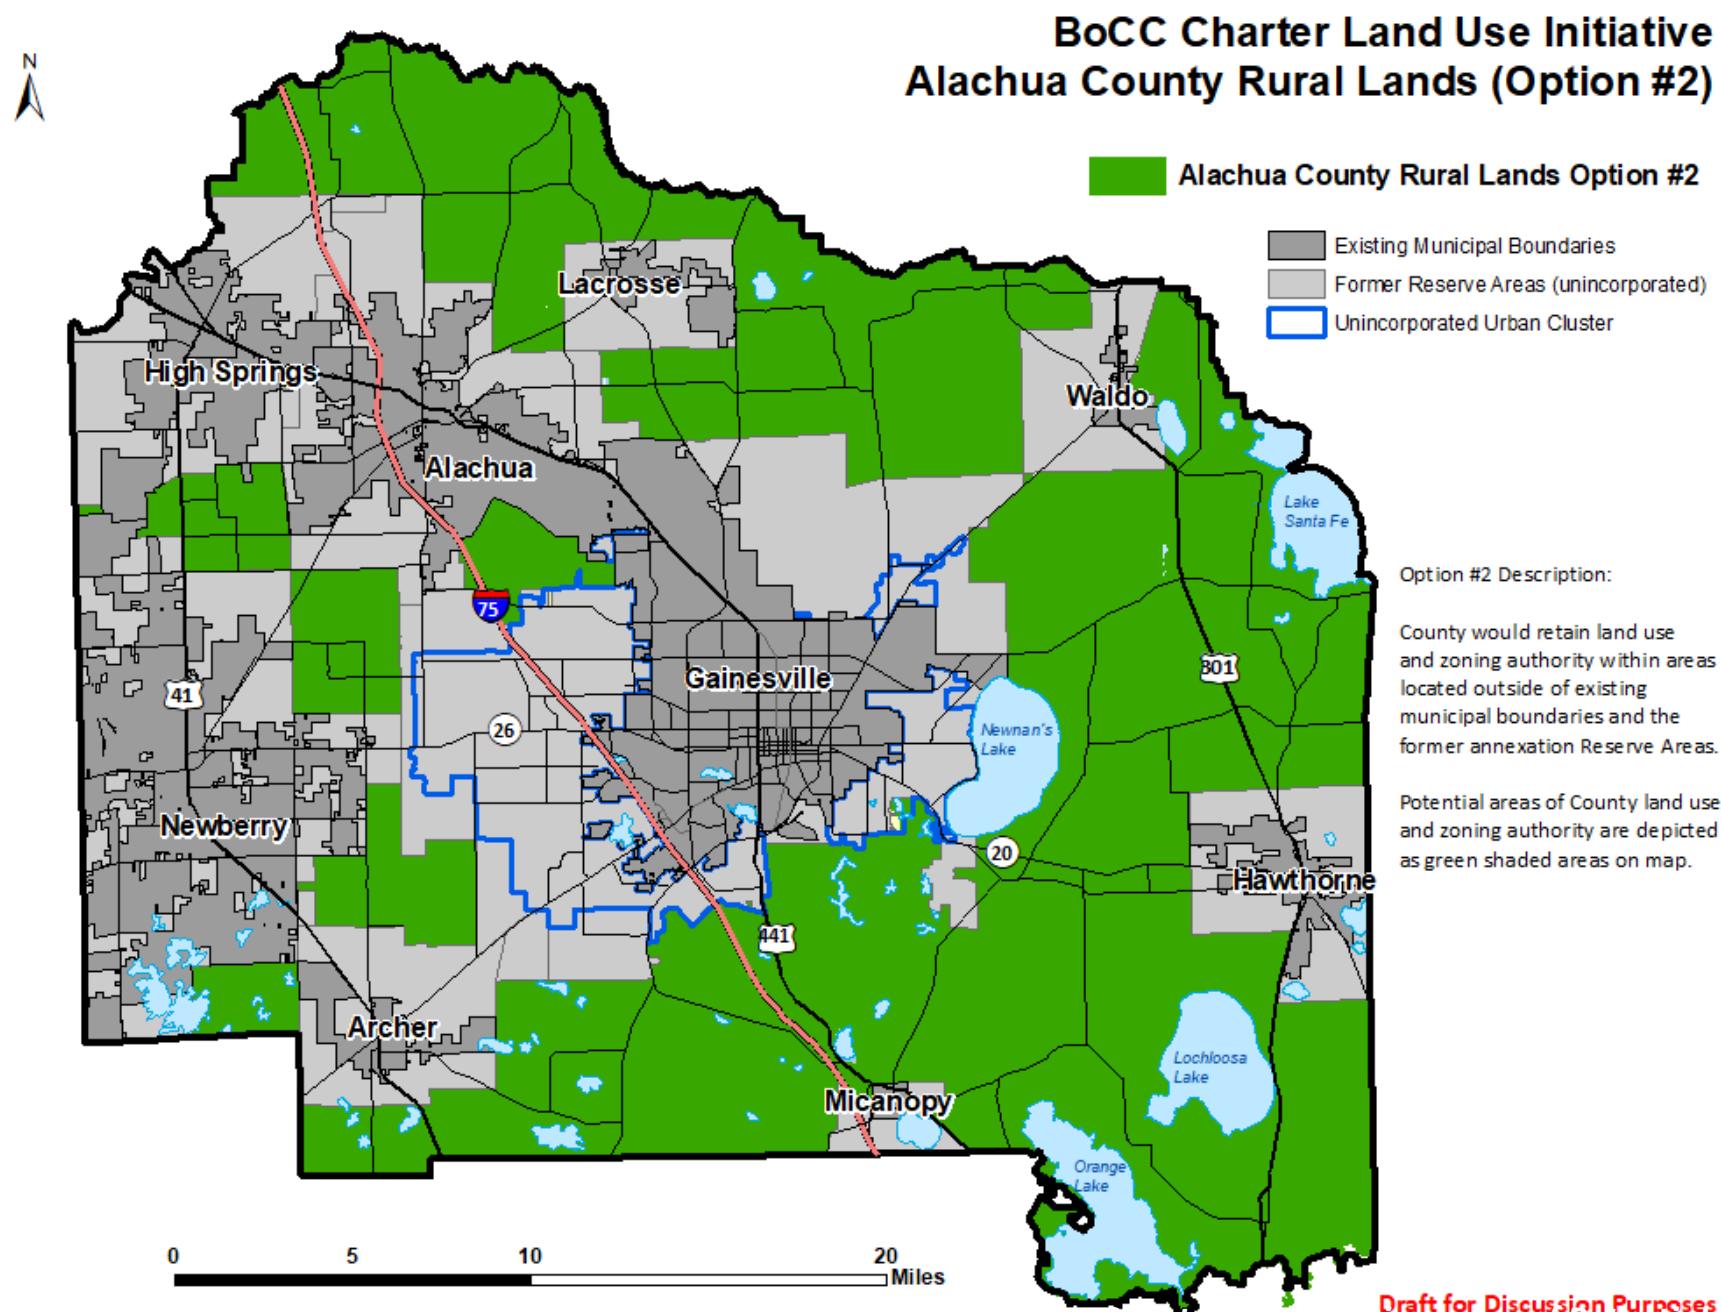 BoCC Charter Land Use Initiative
Alachua County Rural Lands (Option #2)
N
Alachua County Rural Lands Option #2
Existing Municipal Boundaries
Former Reserve Areas (unincorporated)
Unincorporated Urban Cluster
Lacrosse
High Springs
Waldo
Alachua
Lake
Santa Fe
Option #2 Description:
County would retain land use
and zoning authority within areas
located outside of existing
municipal boundaries and the
former annexation Reserve Areas.
Potential areas of County land use
and zoning authority are depicted
as green shaded areas on map.
75
41
301
Gainesville
26
Newnan's
Lake
Newberry
20
Hawthorne
441
Archer
Lochloosa
Lake
Micanopy
Orange
Lake
0 5 10 20
Miles
Draft for Discussion Purposes